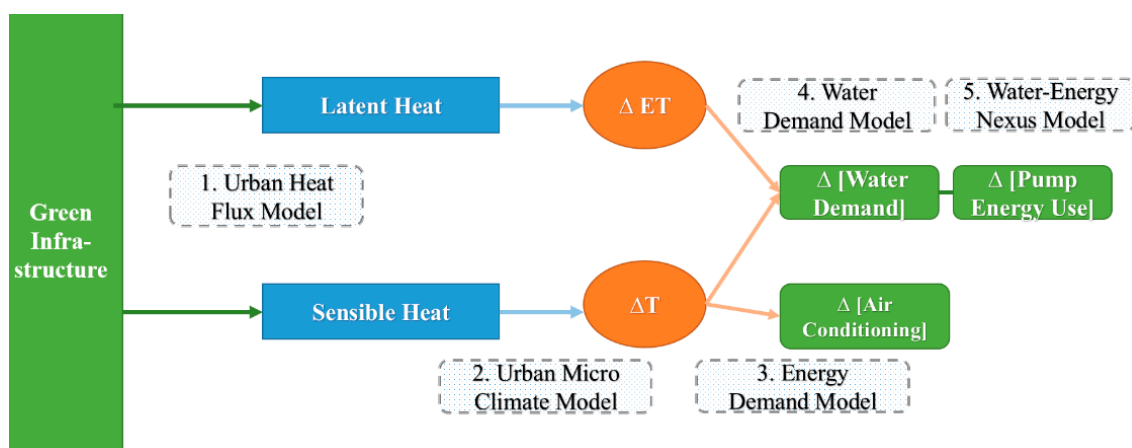 Latent Heat
Δ ET
4. Water
Demand Model
5. Water-Energy
Nexus Model
1. Urban Heat
Flux Model
Δ [Water
Demand]
Δ [Pump
Energy Use]
Green
Infra-
structure
Sensible Heat
ΔT
Δ [Air
Conditioning]
2. Urban Micro
Climate Model
3. Energy
Demand Model